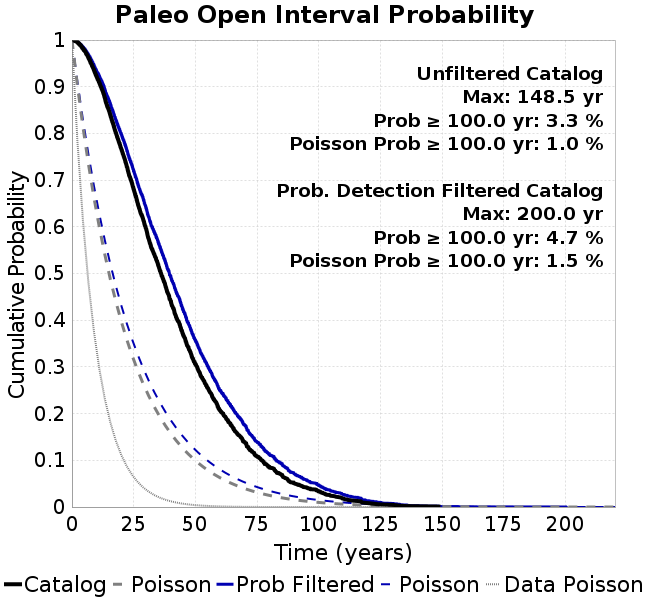 Paleo Open Interval Probability
Unfiltered Catalog
Max: 148.5 yr
Prob ≥ 100.0 yr: 3.3 %
Poisson Prob ≥ 100.0 yr: 1.0 %
Prob. Detection Filtered Catalog
Max: 200.0 yr
Prob ≥ 100.0 yr: 4.7 %
Poisson Prob ≥ 100.0 yr: 1.5 %
Cumulative Probability
1
0.9
0.8
0.7
0.6
0.5
0.4
0.3
0.2
0.1
0
0 25 50 75 100 125 150 175 200
Time (years)
Catalog Poisson Prob Filtered Poisson Data Poisson